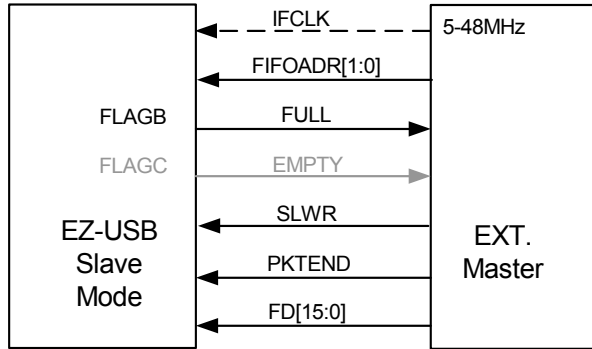 IFCLK
5-48MHz
FIFOADR[1:0]
FLAGB
FULL
FLAGC
EMPTY
SLWR
EZ-USB
Slave
Mode
EXT.
Master
PKTEND
FD[15:0]